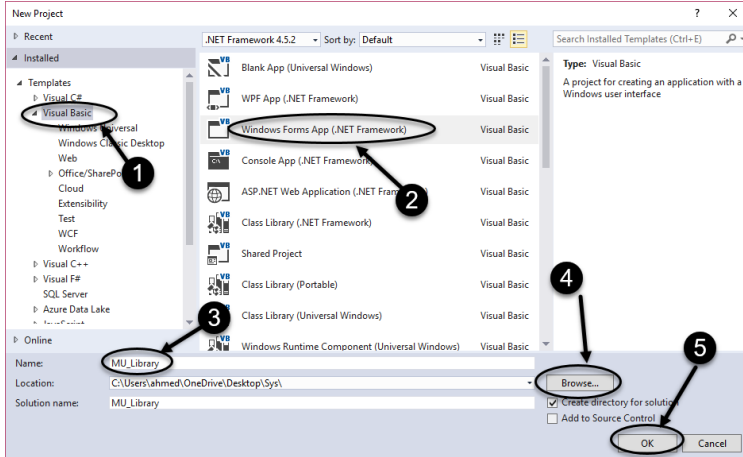 New Project
? ×
Recent
.NET Framework 4.5.2 Sort by: Default
Search Installed Templates (Ctrl+E)
Installed
Templates
Visual C#
Visual Basic
Windows Universal
Windows Classic Desktop
Web
Cloud
Extensibility
Test
WCF
Workflow
Visual C++
Visual F#
SQL Server
Azure Data Lake
Online
Blank App (Universal Windows) Visual Basic
WPF App (.NET Framework) Visual Basic
Windows Forms App (.NET Framework) Visual Basic
Console App (.NET Framework) Visual Basic
ASP.NET Web Application (.NET Visual Basic
Class Library (.NET Framework) Visual Basic
Shared Project Visual Basic
Class Library (Portable) Visual Basic
Class Library (Universal Windows) Visual Basic
Windows Runtime Component (Universal Windows) Visual Basic
Type: Visual Basic
A project for creating an application with a
Windows user interface
1
2
3
4
5
Name: MU_Library
Location: C:\Users\ahmed\OneDrive\Desktop\Sys\
Solution name: MU_Library
Browse...
Create directory for solution
Add to Source Control
OK Cancel